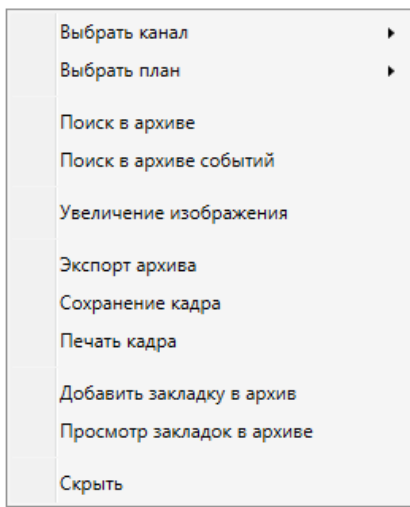 Выбрать канал
Выбрать план
Поиск в архиве
Поиск в архиве событий
Увеличение изображения
Экспорт архива
Сохранение кадра
Печать кадра
Добавить закладку в архив
Просмотр закладок в архиве
Скрыть